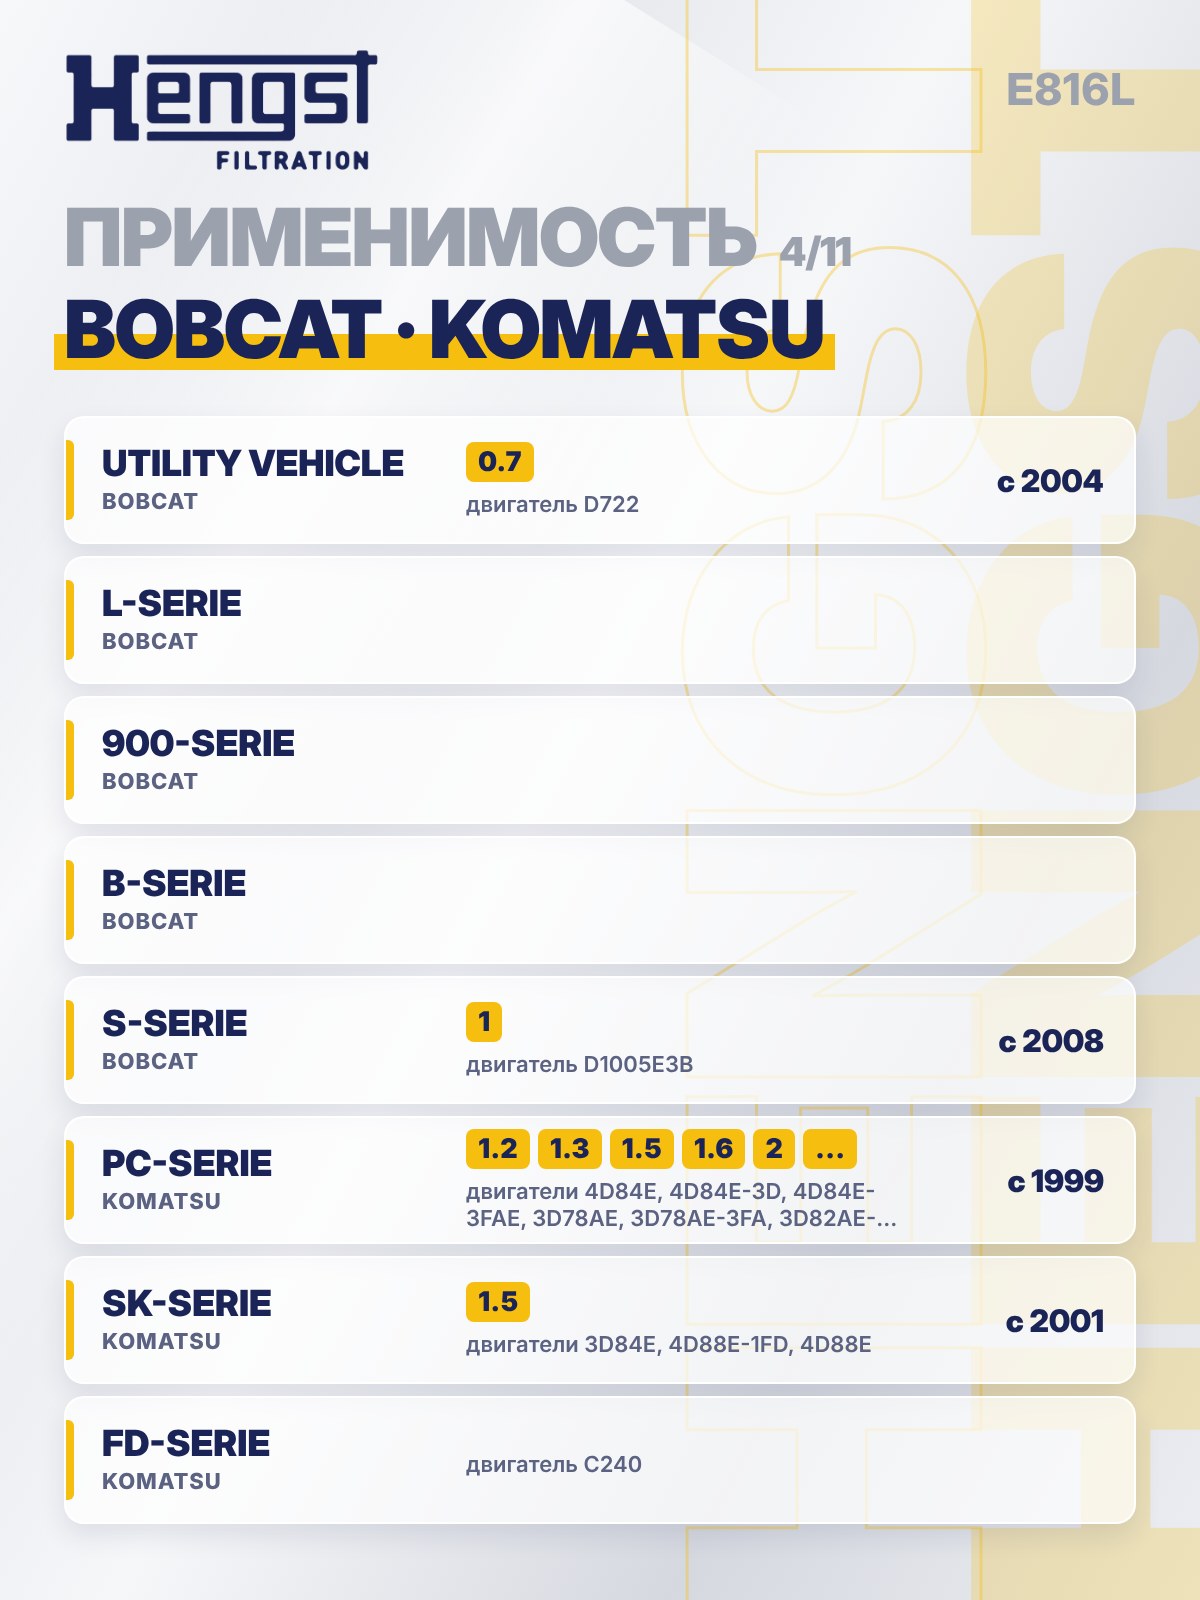 Hengst
FILTRATION
E816L
ПРИМЕНИМОСТЬ 4/11
BOBCAT · KOMATSU
UTILITY VEHICLE
BOBCAT
0.7
двигатель D722
с 2004
L-SERIE
BOBCAT
900-SERIE
BOBCAT
B-SERIE
BOBCAT
S-SERIE
BOBCAT
1
двигатель D1005E3B
с 2008
PC-SERIE
KOMATSU
1.2 1.3 1.5 1.6 2 ...
двигатели 4D84E, 4D84E-3D, 4D84E-
3FAE, 3D78AE, 3D78AE-3FA, 3D82AE-...
с 1999
SK-SERIE
KOMATSU
1.5
двигатели 3D84E, 4D88E-1FD, 4D88E
с 2001
FD-SERIE
KOMATSU
двигатель C240
HENGST
HENGST